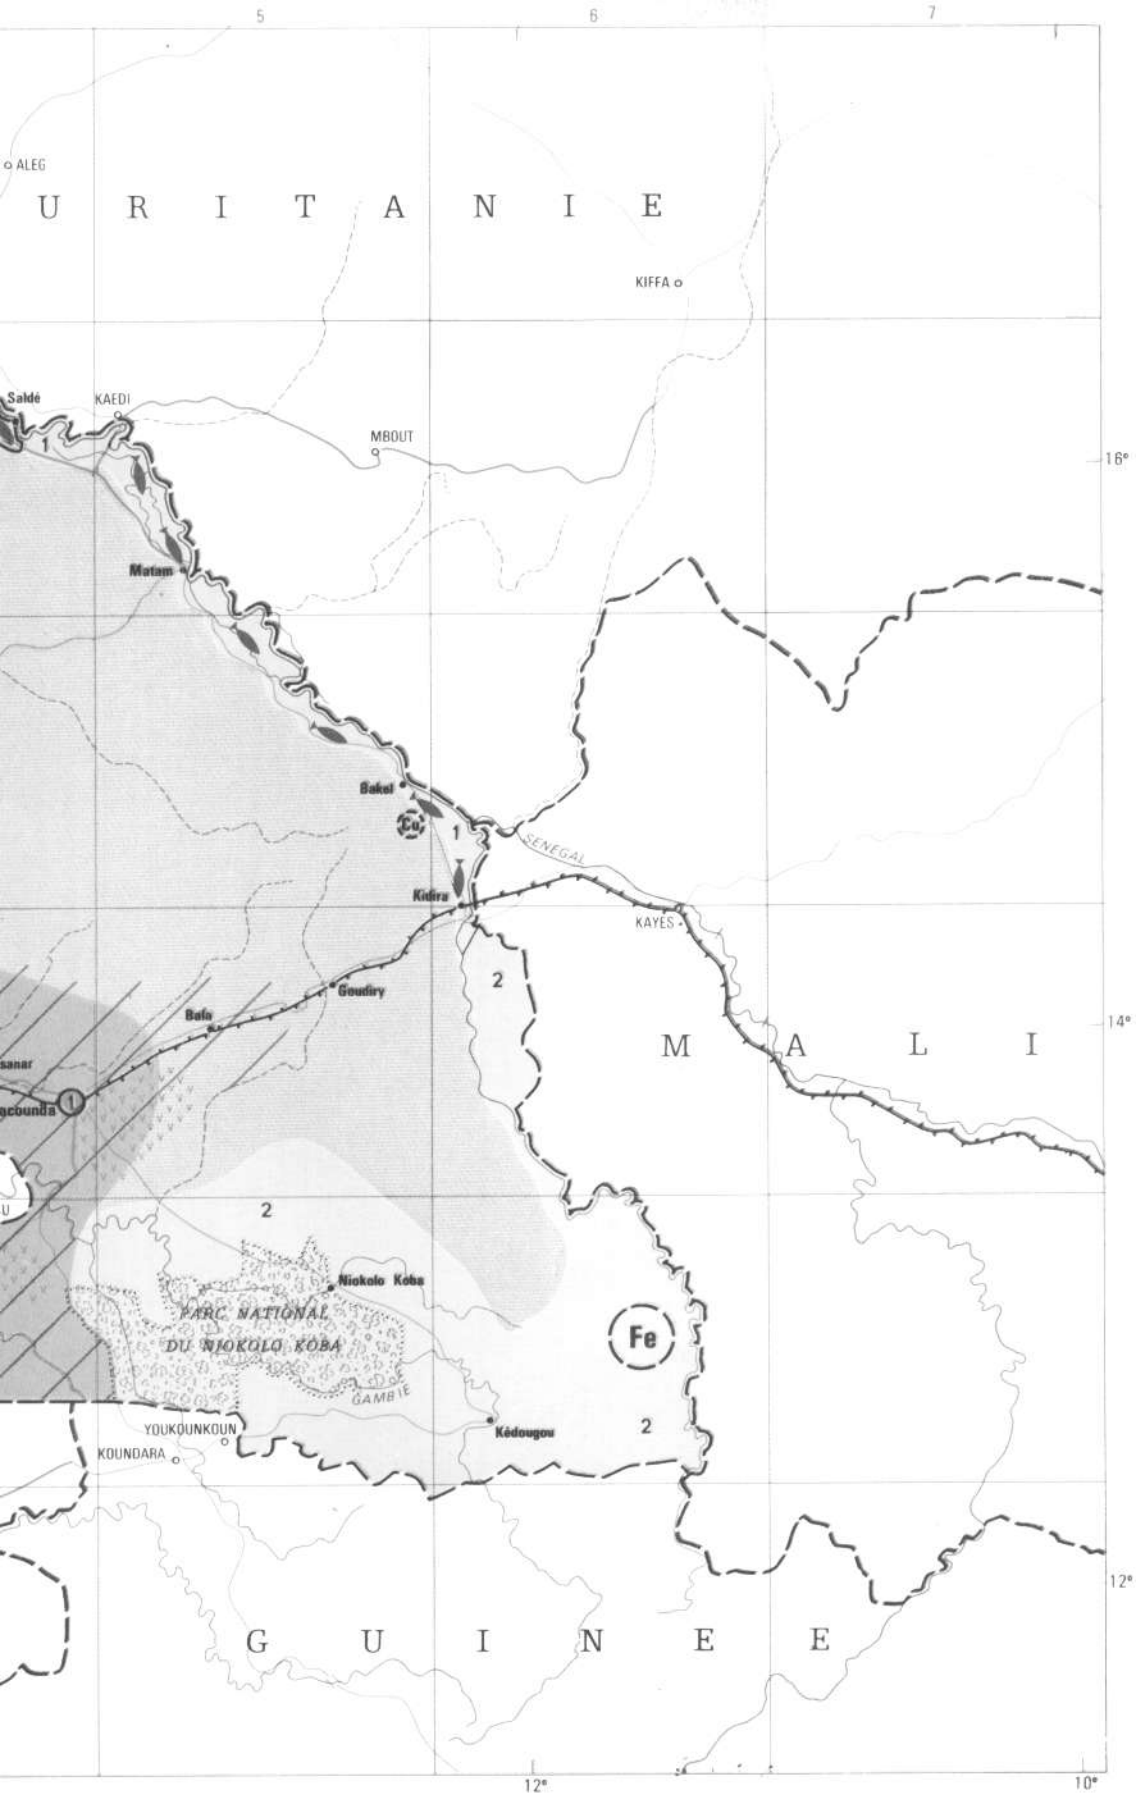 5 6 7
ALEG
U R I T A N I E
KIFFA
Saldé
KAEDI
MBOUT
1
16°
Matam
Bakel
Cu
1
SENEGAL
Kidira
KAYES
2
Goudiry
Bala
14°
M A L I
sanar
acounda
1
U
2
Niokolo Koba
PARC NATIONAL
DU NIOKOLO KOBA
Fe
GAMBIE
2
Kédougou
YOUKOUNKOUN
KOUNDARA
12°
G U I N E E
12° 10°